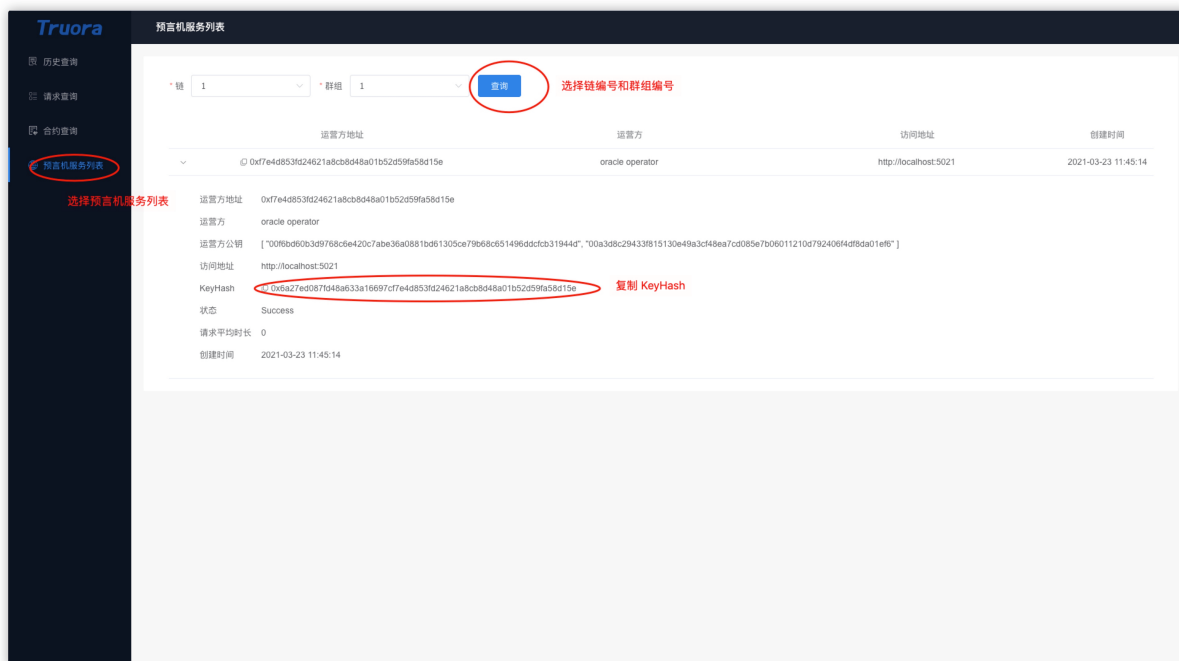 Truora
预言机服务列表
历史查询
请求查询
合约查询
预言机服务列表
选择预言机服务列表
* 链 1 * 群组 1 查询 选择链编号和群组编号
运营方地址 运营方 访问地址 创建时间
0xf7e4d853fd24621a8cb8d48a01b52d59fa58d15e oracle operator http://localhost:5021 2021-03-23 11:45:14
运营方地址 0xf7e4d853fd24621a8cb8d48a01b52d59fa58d15e
运营方 oracle operator
运营方公钥 [ "00f6bd60b3d9768c6e420c7abe36a0881bd61305ce79b68c651496ddcfcb31944d", "00a3d8c29433f815130e49a3cf48ea7cd085e7b06011210d792406f4df8da01ef6" ]
访问地址 http://localhost:5021
KeyHash 0x6a27ed087fd48a633a16697cf7e4d853fd24621a8cb8d48a01b52d59fa58d15e 复制 KeyHash
状态 Success
请求平均时长 0
创建时间 2021-03-23 11:45:14